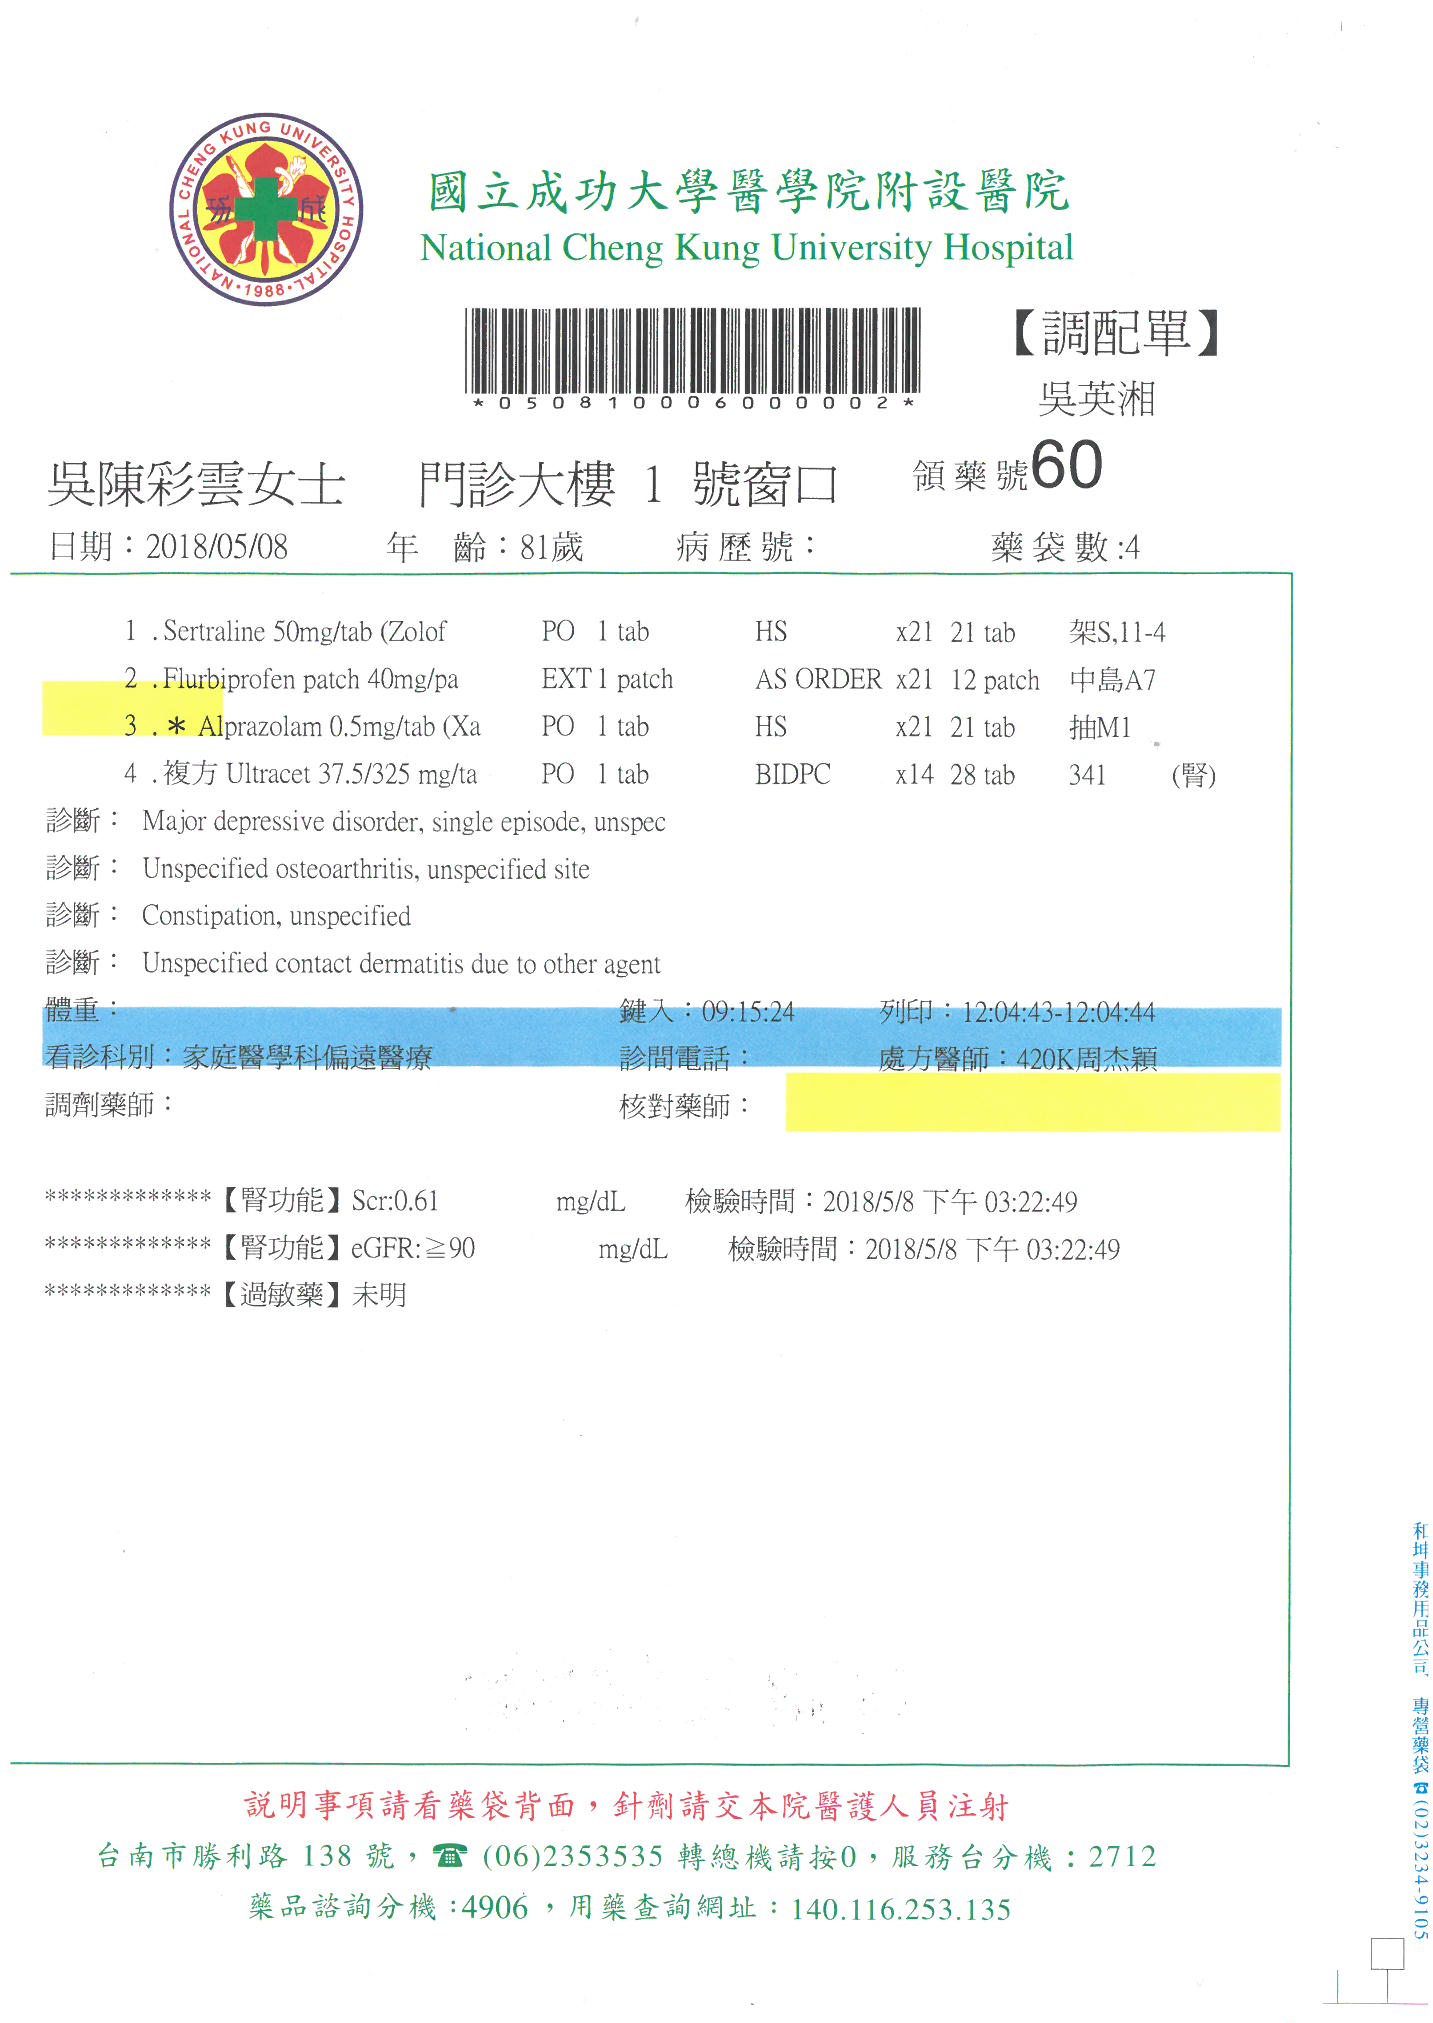 NATIONAL CHENG KUNG UNIVERSITY HOSPITAL
成功
·1988·
國立成功大學醫學院附設醫院
National Cheng Kung University Hospital
*050810006000002*
【調配單】
吳英湘
吳陳彩雲女士 門診大樓 1 號窗口 領藥號60
日期：2018/05/08 年 齡：81歲 病歷號： 藥袋數:4
1 .Sertraline 50mg/tab (Zolof PO 1 tab HS x21 21 tab 架S,11-4
2 .Flurbiprofen patch 40mg/pa EXT 1 patch AS ORDER x21 12 patch 中島A7
3 .＊ Alprazolam 0.5mg/tab (Xa PO 1 tab HS x21 21 tab 抽M1
4 .複方 Ultracet 37.5/325 mg/ta PO 1 tab BIDPC x14 28 tab 341 (腎)
診斷： Major depressive disorder, single episode, unspec
診斷： Unspecified osteoarthritis, unspecified site
診斷： Constipation, unspecified
診斷： Unspecified contact dermatitis due to other agent
體重： 鍵入：09:15:24 列印：12:04:43-12:04:44
看診科別：家庭醫學科偏遠醫療 診間電話： 處方醫師：420K周杰穎
調劑藥師： 核對藥師：
*************【腎功能】Scr:0.61 mg/dL 檢驗時間：2018/5/8 下午 03:22:49
*************【腎功能】eGFR:≧90 mg/dL 檢驗時間：2018/5/8 下午 03:22:49
*************【過敏藥】未明
説明事項請看藥袋背面，針劑請交本院醫護人員注射
台南市勝利路 138 號，☎ (06)2353535 轉總機請按0，服務台分機：2712
藥品諮詢分機:4906 ，用藥查詢網址：140.116.253.135
和坤事務用品公司 專營藥袋☎(02)3234-9105